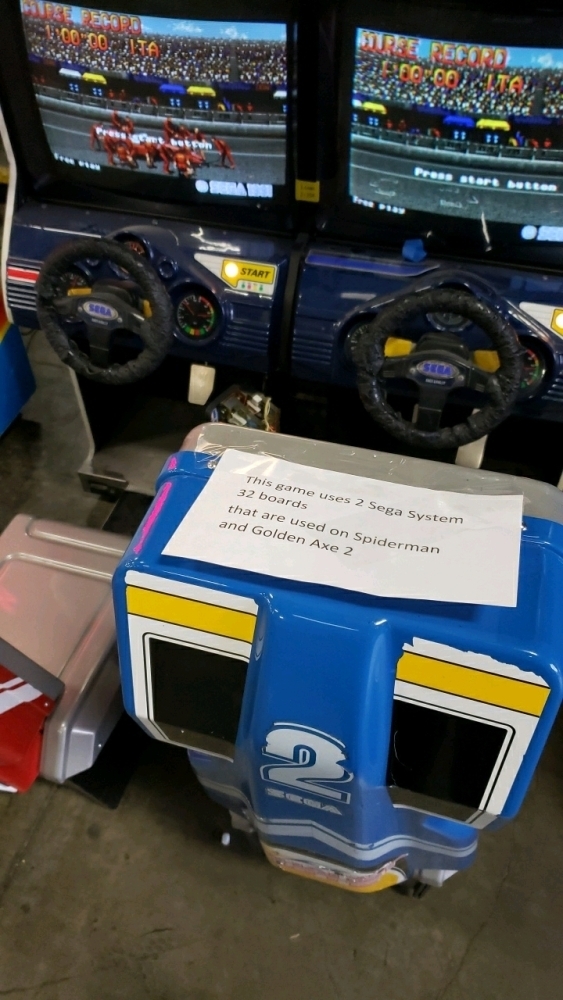 COURSE RECORD
1'00"00 ITA
Press start button
FREE PLAY
SEGA
COURSE RECORD
1'00"00 ITA
Press start button
FREE PLAY
START
SEGA
SEGA
This game uses 2 Sega System
32 boards
that are used on Spiderman
and Golden Axe 2
2
SEGA